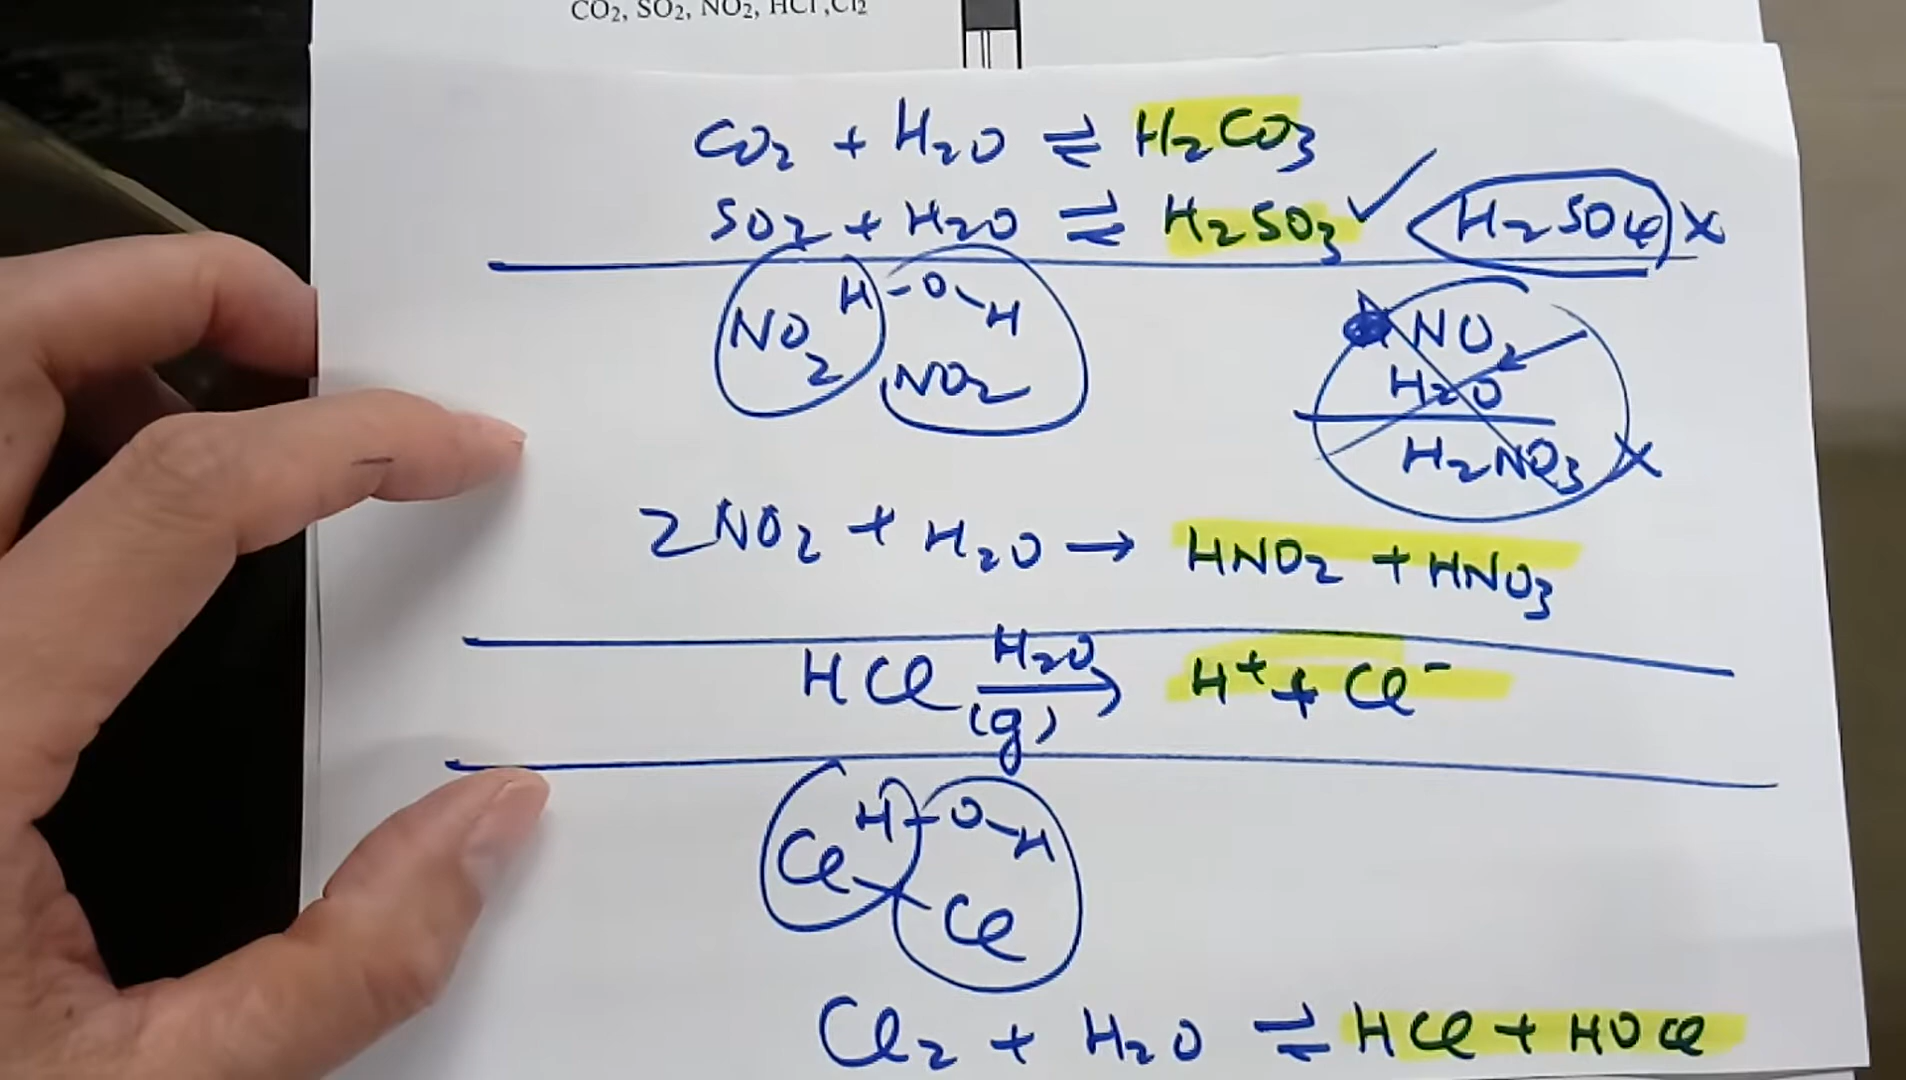 CO₂, SO₂, NO₂, HCl ,Cl₂
CO₂ + H₂O ⇌ H₂CO₃
SO₂ + H₂O ⇌ H₂SO₃ ✓ H₂SO₄ ×
NO₂ H-O-H NO₂
NO₂
H₂O
H₂NO₃ ×
2NO₂ + H₂O → HNO₂ + HNO₃
HCl (g) H₂O → H⁺ + Cl⁻
H-O-H
Cl-Cl
Cl₂ + H₂O ⇌ HCl + HOCl